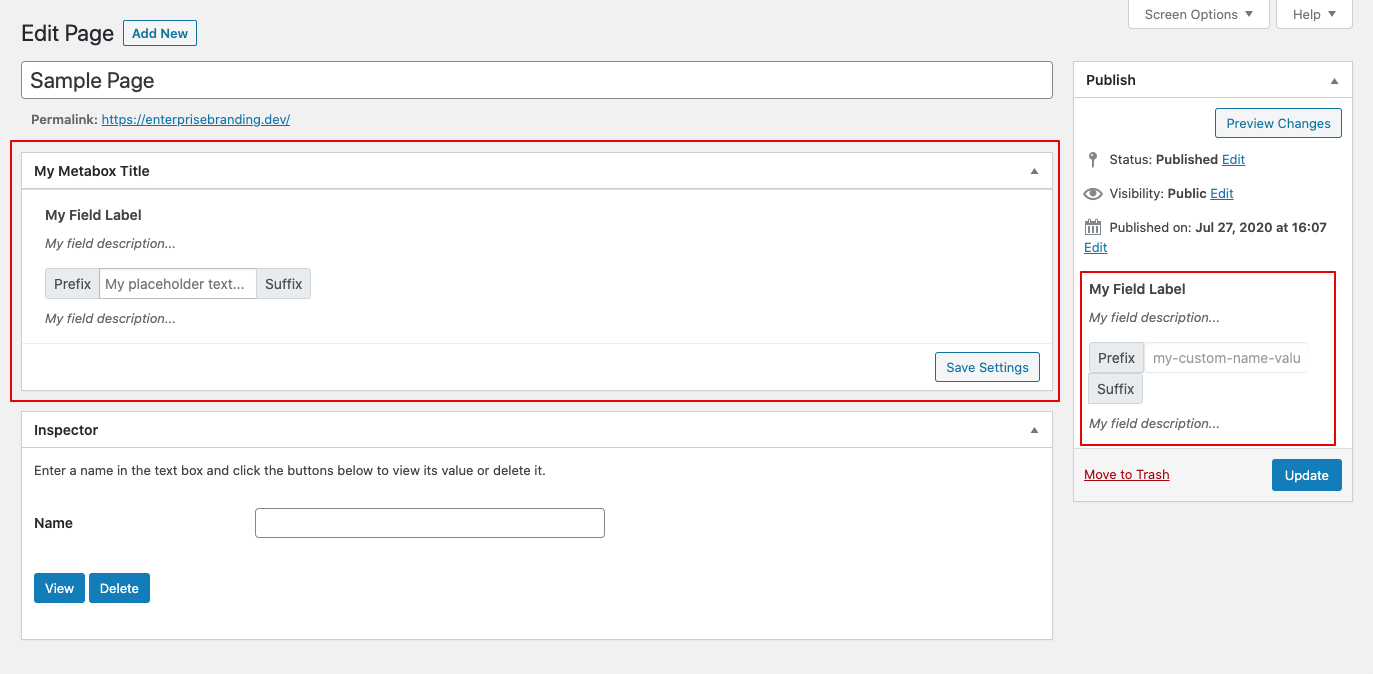 Screen Options
Help
Edit Page
Add New
Sample Page
Permalink: https://enterprisebranding.dev/
My Metabox Title
My Field Label
My field description...
Prefix My placeholder text... Suffix
My field description...
Save Settings
Inspector
Enter a name in the text box and click the buttons below to view its value or delete it.
Name
View Delete
Publish
Preview Changes
Status: Published Edit
Visibility: Public Edit
Published on: Jul 27, 2020 at 16:07
Edit
My Field Label
My field description...
Prefix my-custom-name-valu
Suffix
My field description...
Move to Trash
Update